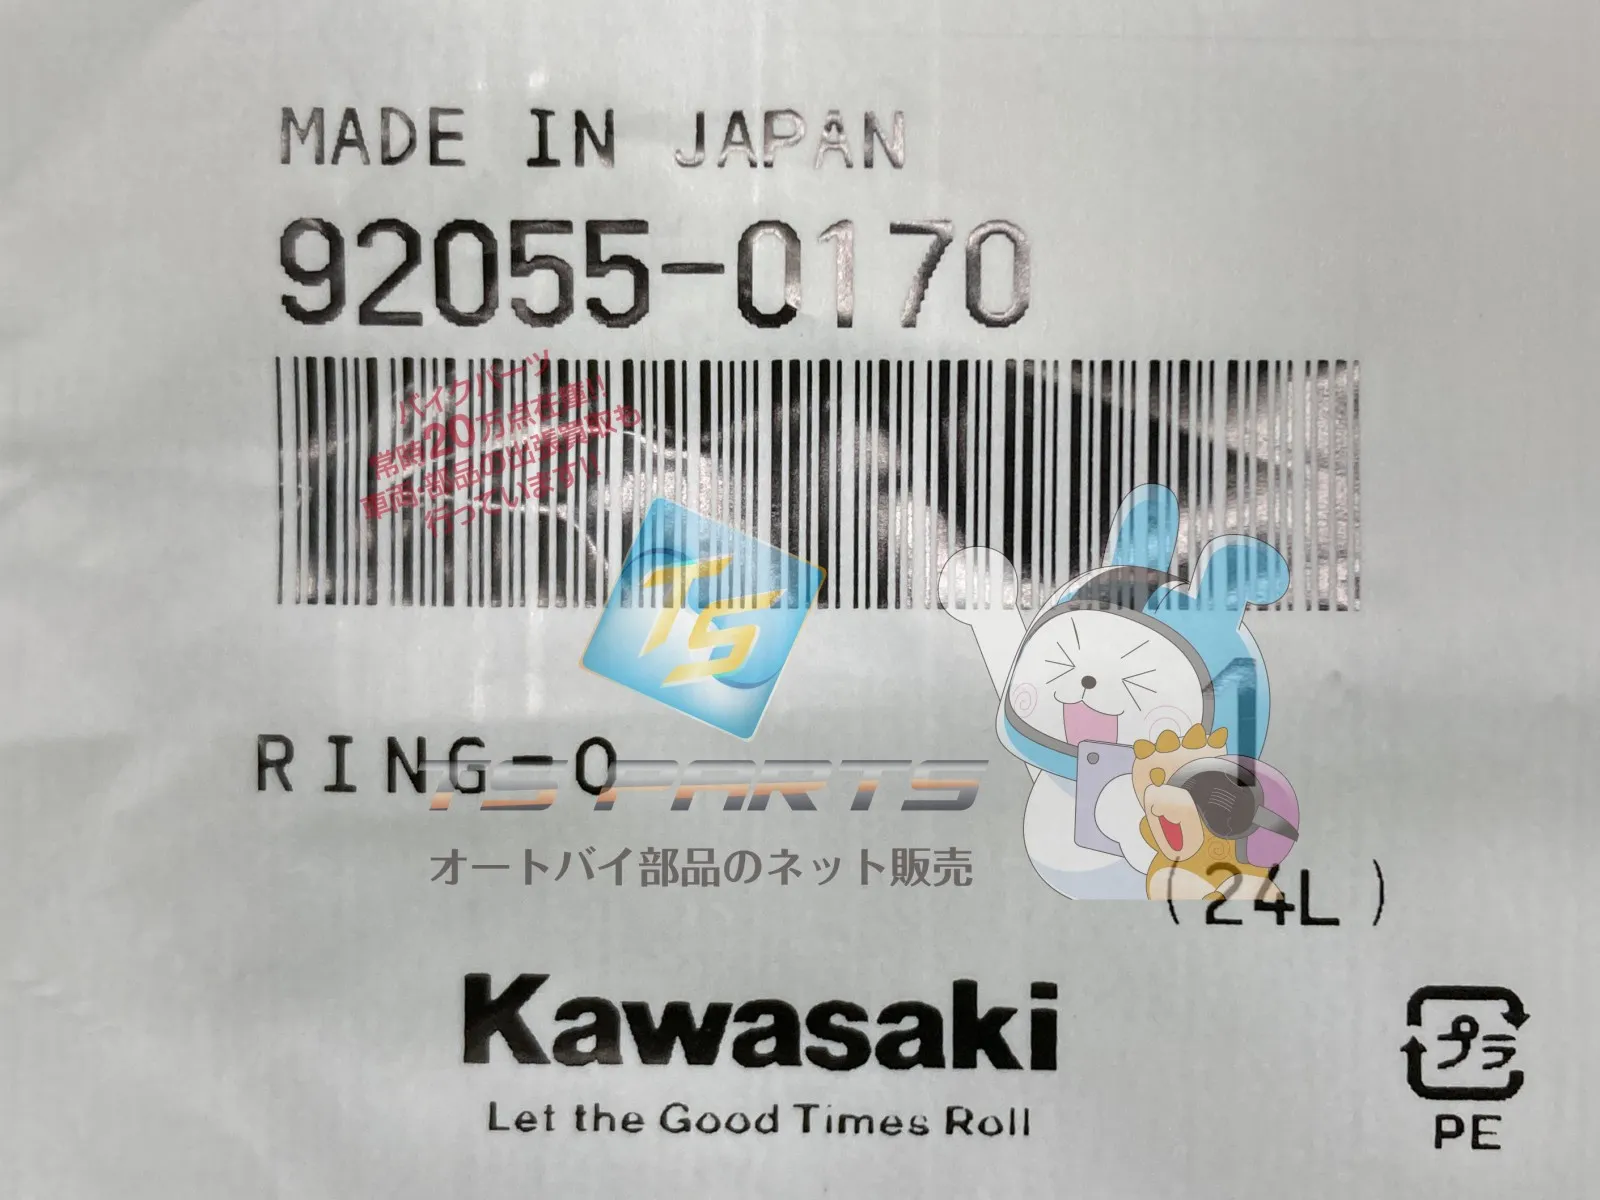 MADE IN JAPAN
92055-0170
バイクパーツ
常時20万点在庫!!
車両・部品の出張買取も
行っています!!
TS
1
RING-O
TS PARTS
オートバイ部品のネット販売
(24L)
Kawasaki
Let the Good Times Roll
プラ
PE